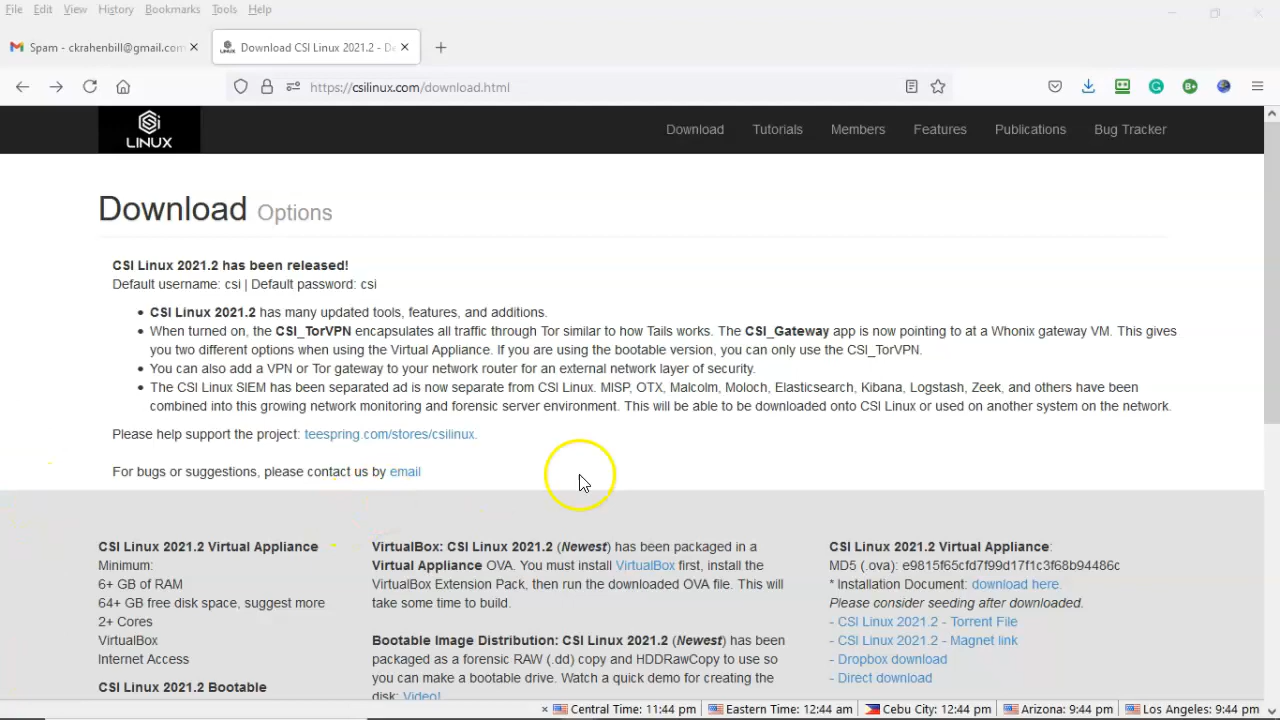 File Edit View History Bookmarks Tools Help
Spam - ckrahenbill@gmail.com
Download CSI Linux 2021.2 - De
https://csilinux.com/download.html
LINUX
Download Tutorials Members Features Publications Bug Tracker
Download Options
CSI Linux 2021.2 has been released!
Default username: csi | Default password: csi
• CSI Linux 2021.2 has many updated tools, features, and additions.
• When turned on, the CSI_TorVPN encapsulates all traffic through Tor similar to how Tails works. The CSI_Gateway app is now pointing to at a Whonix gateway VM. This gives
you two different options when using the Virtual Appliance. If you are using the bootable version, you can only use the CSI_TorVPN.
• You can also add a VPN or Tor gateway to your network router for an external network layer of security.
• The CSI Linux SIEM has been separated ad is now separate from CSI Linux. MISP, OTX, Malcolm, Moloch, Elasticsearch, Kibana, Logstash, Zeek, and others have been
combined into this growing network monitoring and forensic server environment. This will be able to be downloaded onto CSI Linux or used on another system on the network.
Please help support the project: teespring.com/stores/csilinux.
For bugs or suggestions, please contact us by email
CSI Linux 2021.2 Virtual Appliance
Minimum:
6+ GB of RAM
64+ GB free disk space, suggest more
2+ Cores
VirtualBox
Internet Access
CSI Linux 2021.2 Bootable
VirtualBox: CSI Linux 2021.2 (Newest) has been packaged in a
Virtual Appliance OVA. You must install VirtualBox first, install the
VirtualBox Extension Pack, then run the downloaded OVA file. This will
take some time to build.
Bootable Image Distribution: CSI Linux 2021.2 (Newest) has been
packaged as a forensic RAW (.dd) copy and HDDRawCopy to use so
you can make a bootable drive. Watch a quick demo for creating the
disk: Video!
CSI Linux 2021.2 Virtual Appliance:
MD5 (.ova): e9815f65cfd7f99d17f1c3f68b94486c
* Installation Document: download here.
Please consider seeding after downloaded.
- CSI Linux 2021.2 - Torrent File
- CSI Linux 2021.2 - Magnet link
- Dropbox download
- Direct download
Central Time: 11:44 pm Eastern Time: 12:44 am Cebu City: 12:44 pm Arizona: 9:44 pm Los Angeles: 9:44 pm